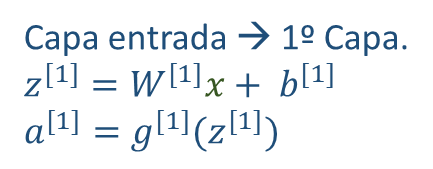 Capa entrada → 1º Capa.
z^[1] = W^[1]x + b^[1]
a^[1] = g^[1](z^[1])